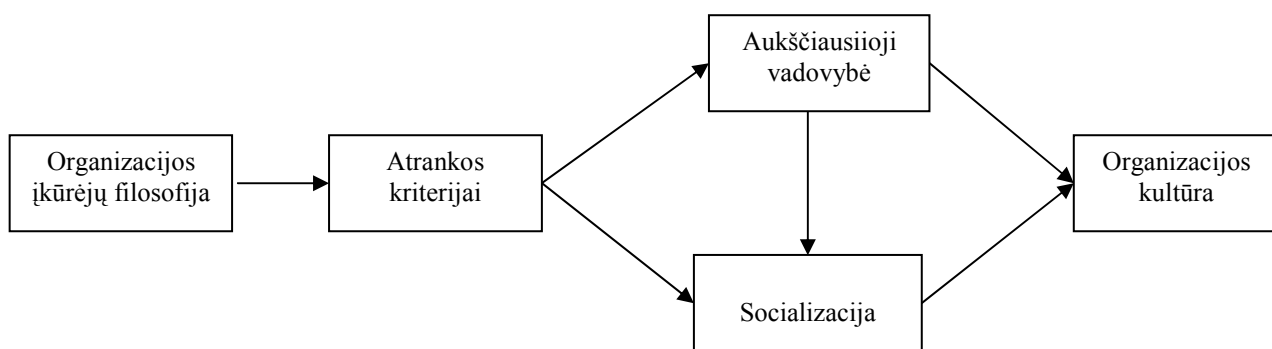 Organizacijos
įkūrėjų filosofija
Atrankos
kriterijai
Aukščiausiioji
vadovybė
Socializacija
Organizacijos
kultūra